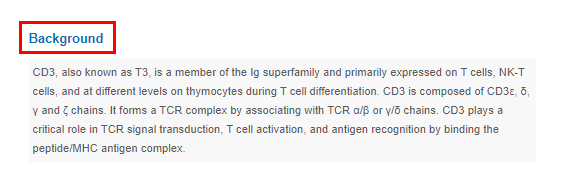 Background
CD3, also known as T3, is a member of the Ig superfamily and primarily expressed on T cells, NK-T
cells, and at different levels on thymocytes during T cell differentiation. CD3 is composed of CD3ε, δ,
γ and ζ chains. It forms a TCR complex by associating with TCR α/β or γ/δ chains. CD3 plays a
critical role in TCR signal transduction, T cell activation, and antigen recognition by binding the
peptide/MHC antigen complex.